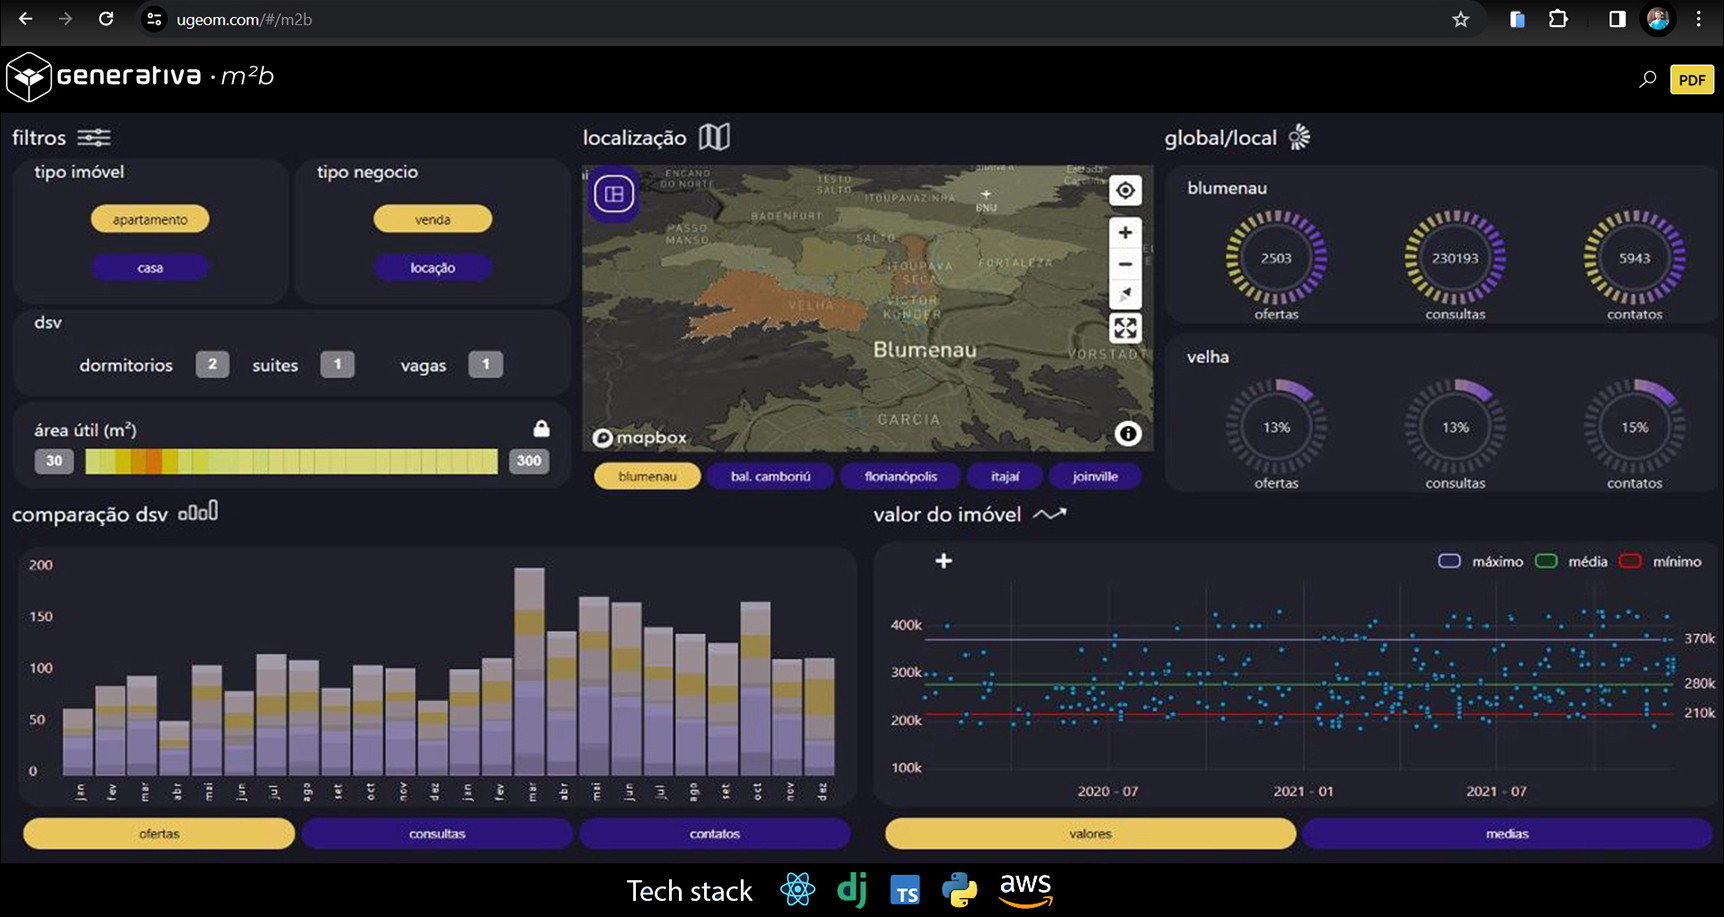 ugeom.com/#/m2b
Generativa · m²b
PDF
filtros
tipo imóvel
apartamento
casa
tipo negocio
venda
locação
dsv
dormitorios 2 suites 1 vagas 1
área útil (m²)
30 300
localização
ENCANO
DO NORTE
TESTO
SALTO
ITOUPAVAZINHA
BNU
BADENFURT
PASSO
MANSO
SALTO
ITOUPAVA
SECA
FORTALEZA
VELHA
VICTOR
KONDER
Blumenau
VORSTADT
GARCIA
mapbox
blumenau bal. camboriú florianópolis itajaí joinville
global/local
blumenau
2503 230193 5943
ofertas consultas contatos
velha
13% 13% 15%
ofertas consultas contatos
comparação dsv
200
150
100
50
0
jan fev mar abr mai jun jul ago set oct nov dez jan fev mar abr mai jun jul ago set oct nov dez
ofertas consultas contatos
valor do imóvel
máximo média mínimo
400k
370k
300k
280k
210k
200k
100k
2020 - 07 2021 - 01 2021 - 07
valores medias
Tech stack dj TS aws